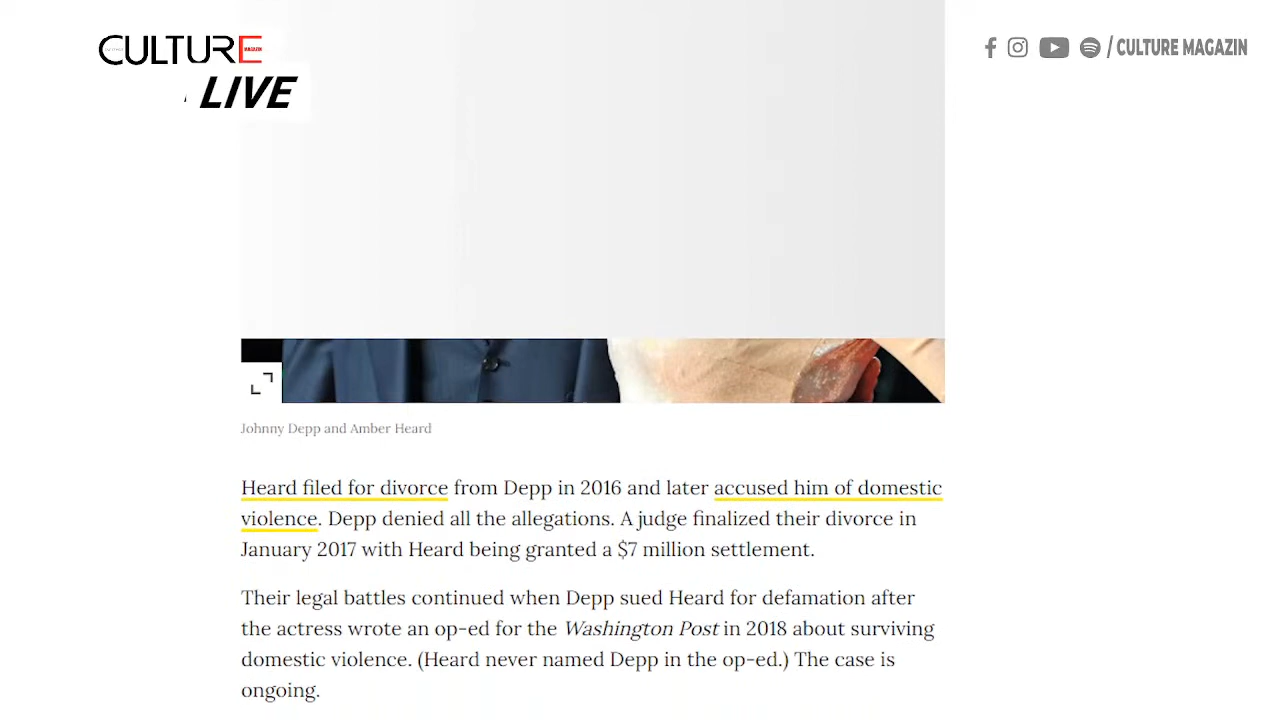 CULTURE
MAGAZIN
LIVE
/ CULTURE MAGAZIN
Johnny Depp and Amber Heard
Heard filed for divorce from Depp in 2016 and later accused him of domestic
violence. Depp denied all the allegations. A judge finalized their divorce in
January 2017 with Heard being granted a $7 million settlement.
Their legal battles continued when Depp sued Heard for defamation after
the actress wrote an op-ed for the Washington Post in 2018 about surviving
domestic violence. (Heard never named Depp in the op-ed.) The case is
ongoing.